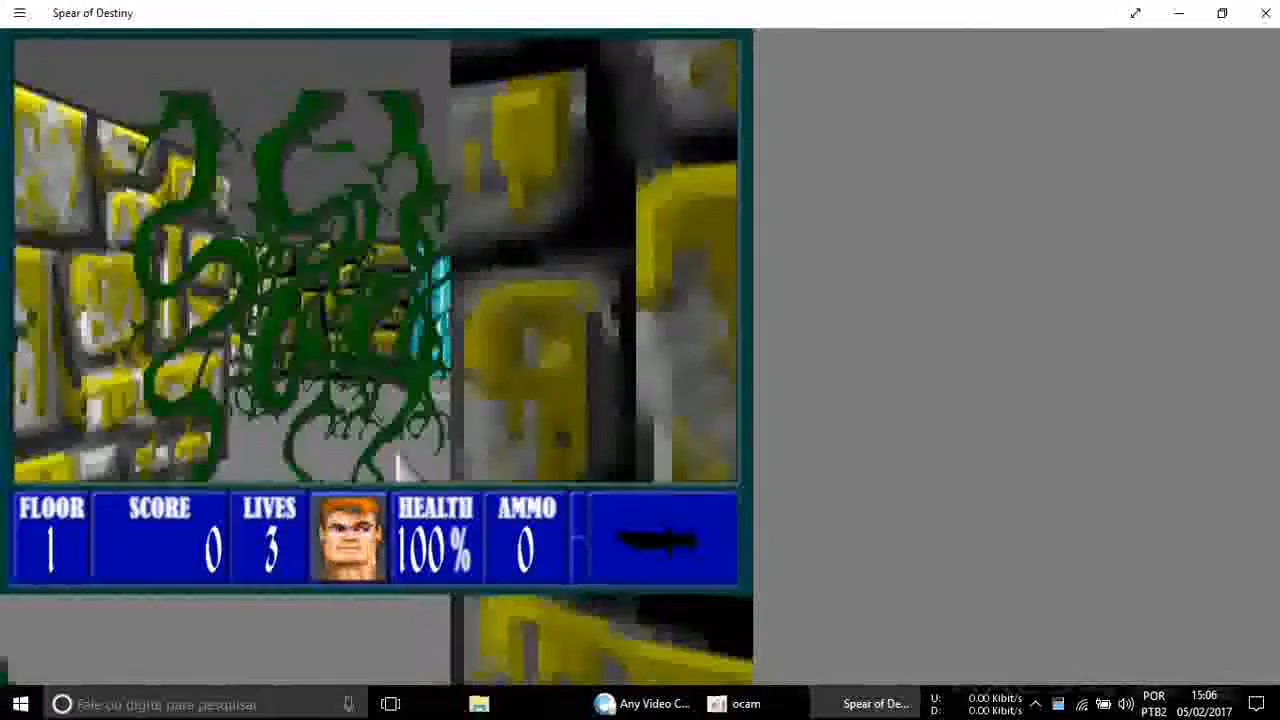 Spear of Destiny
FLOOR SCORE LIVES HEALTH AMMO
1 0 3 100% 0
Fale ou digite para pesquisar
Any Video C...
ocam
Spear of De...
U: 0.00 Kibit/s
D: 0.00 Kibit/s
POR
PTB2
15:06
05/02/2017